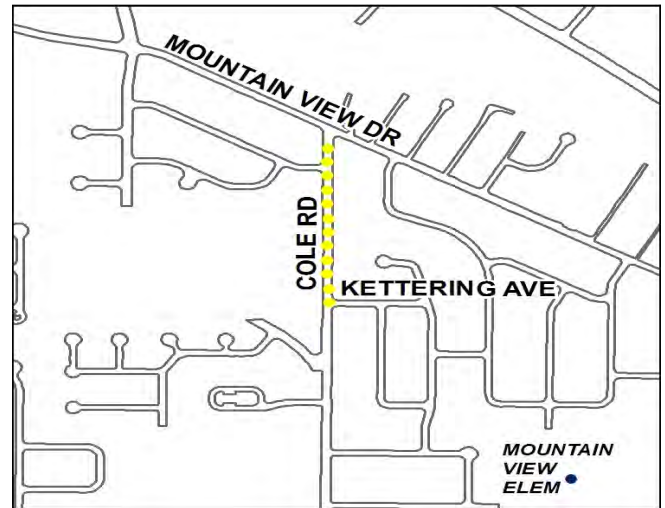 MOUNTAIN VIEW DR
COLE RD
KETTERING AVE
MOUNTAIN
VIEW
ELEM